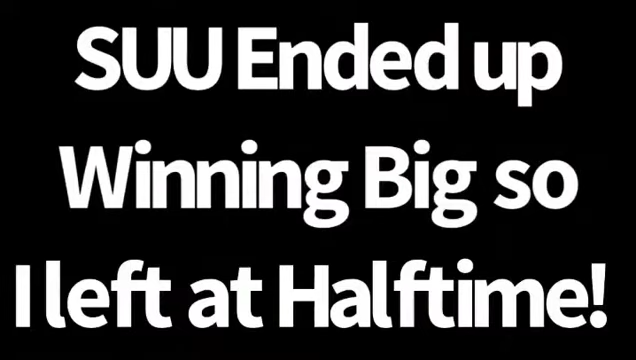 SUU Ended up
Winning Big so
I left at Halftime!